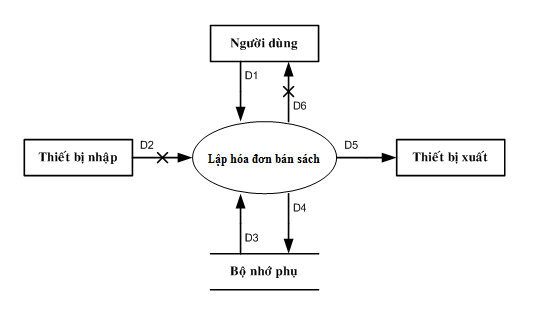 Người dùng
D1
D6
Thiết bị nhập
D2
Lập hóa đơn bán sách
D5
Thiết bị xuất
D3
D4
Bộ nhớ phụ